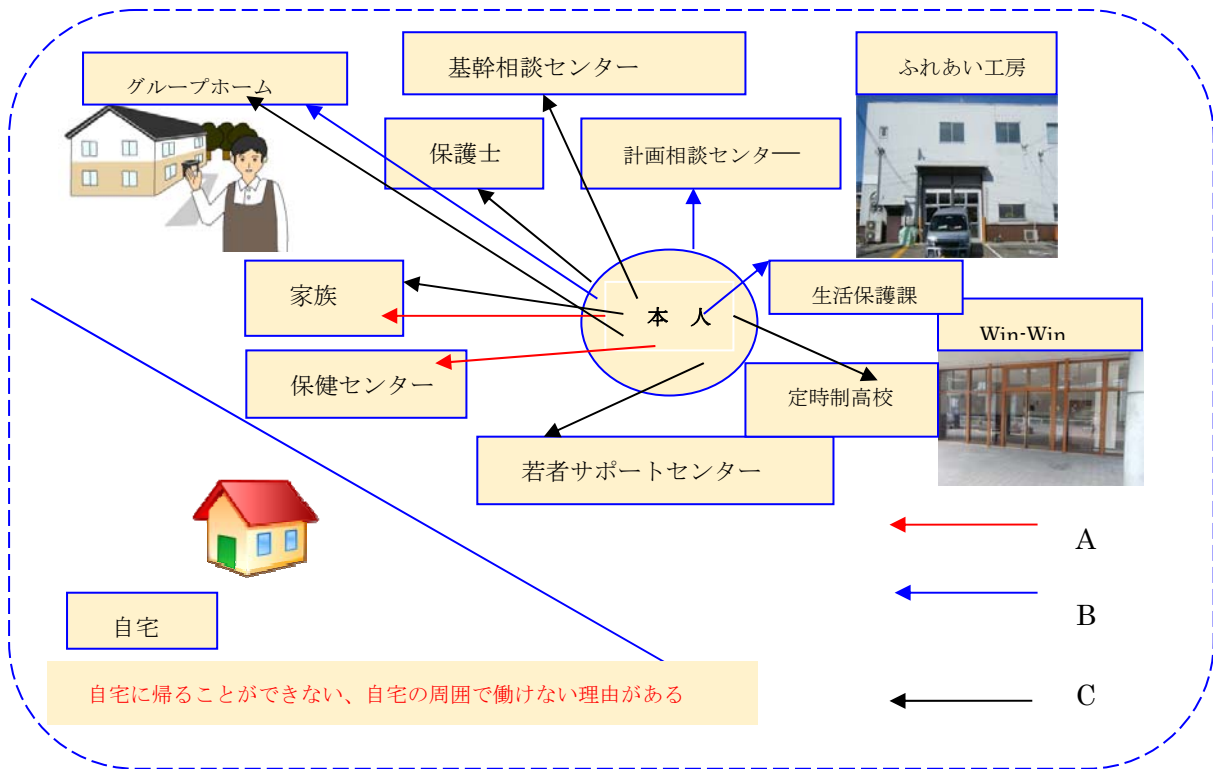 グループホーム
基幹相談センター
ふれあい工房
保護士
計画相談センター
家族
本 人
生活保護課
Win-Win
保健センター
定時制高校
若者サポートセンター
A
B
C
自宅
自宅に帰ることができない、自宅の周囲で働けない理由がある